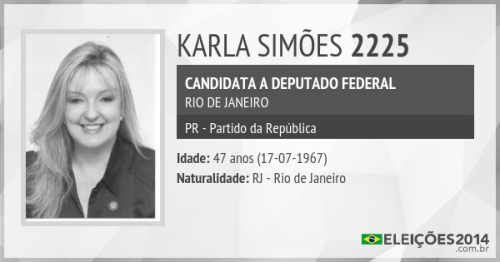 KARLA SIMÕES 2225
CANDIDATA A DEPUTADO FEDERAL
RIO DE JANEIRO
PR - Partido da República
Idade: 47 anos (17-07-1967)
Naturalidade: RJ - Rio de Janeiro
ELEIÇÕES2014
.com.br